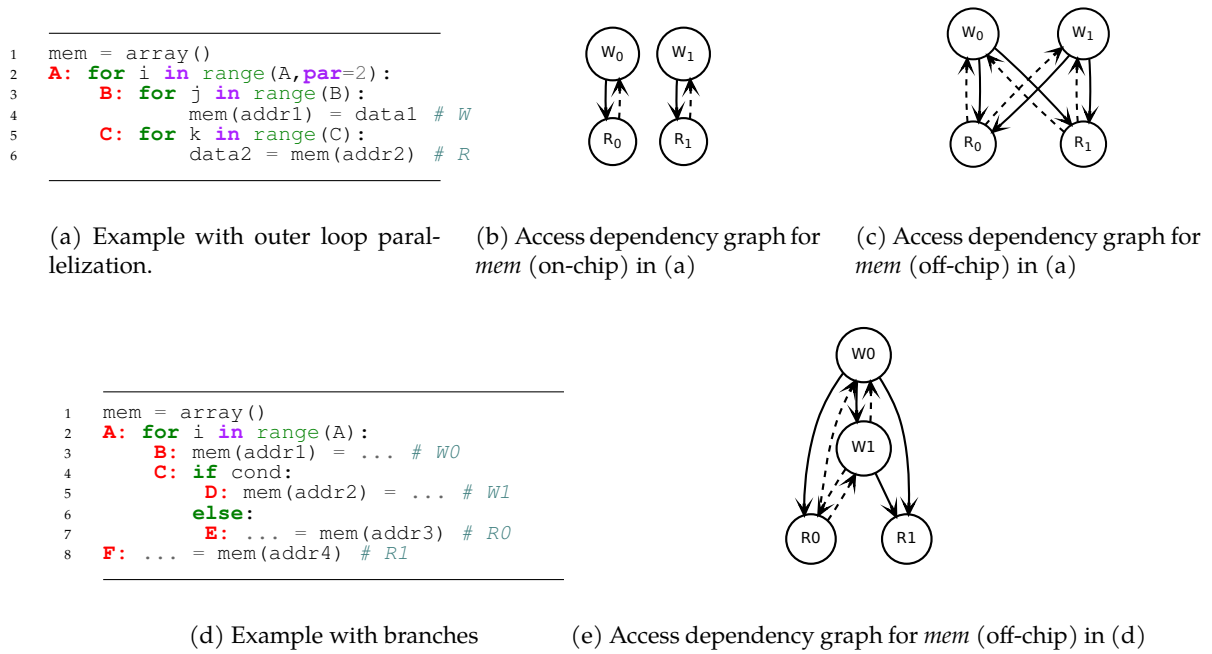 1 mem = array()
2 A: for i in range(A,par=2):
3 B: for j in range(B):
4 mem(addr1) = data1 # W
5 C: for k in range(C):
6 data2 = mem(addr2) # R
(a) Example with outer loop paral-
lelization.
W0 W1
R0 R1
(b) Access dependency graph for
mem (on-chip) in (a)
W0 W1
R0 R1
(c) Access dependency graph for
mem (off-chip) in (a)
1 mem = array()
2 A: for i in range(A):
3 B: mem(addr1) = ... # W0
4 C: if cond:
5 D: mem(addr2) = ... # W1
6 else:
7 E: ... = mem(addr3) # R0
8 F: ... = mem(addr4) # R1
(d) Example with branches
W0
W1
R0 R1
(e) Access dependency graph for mem (off-chip) in (d)